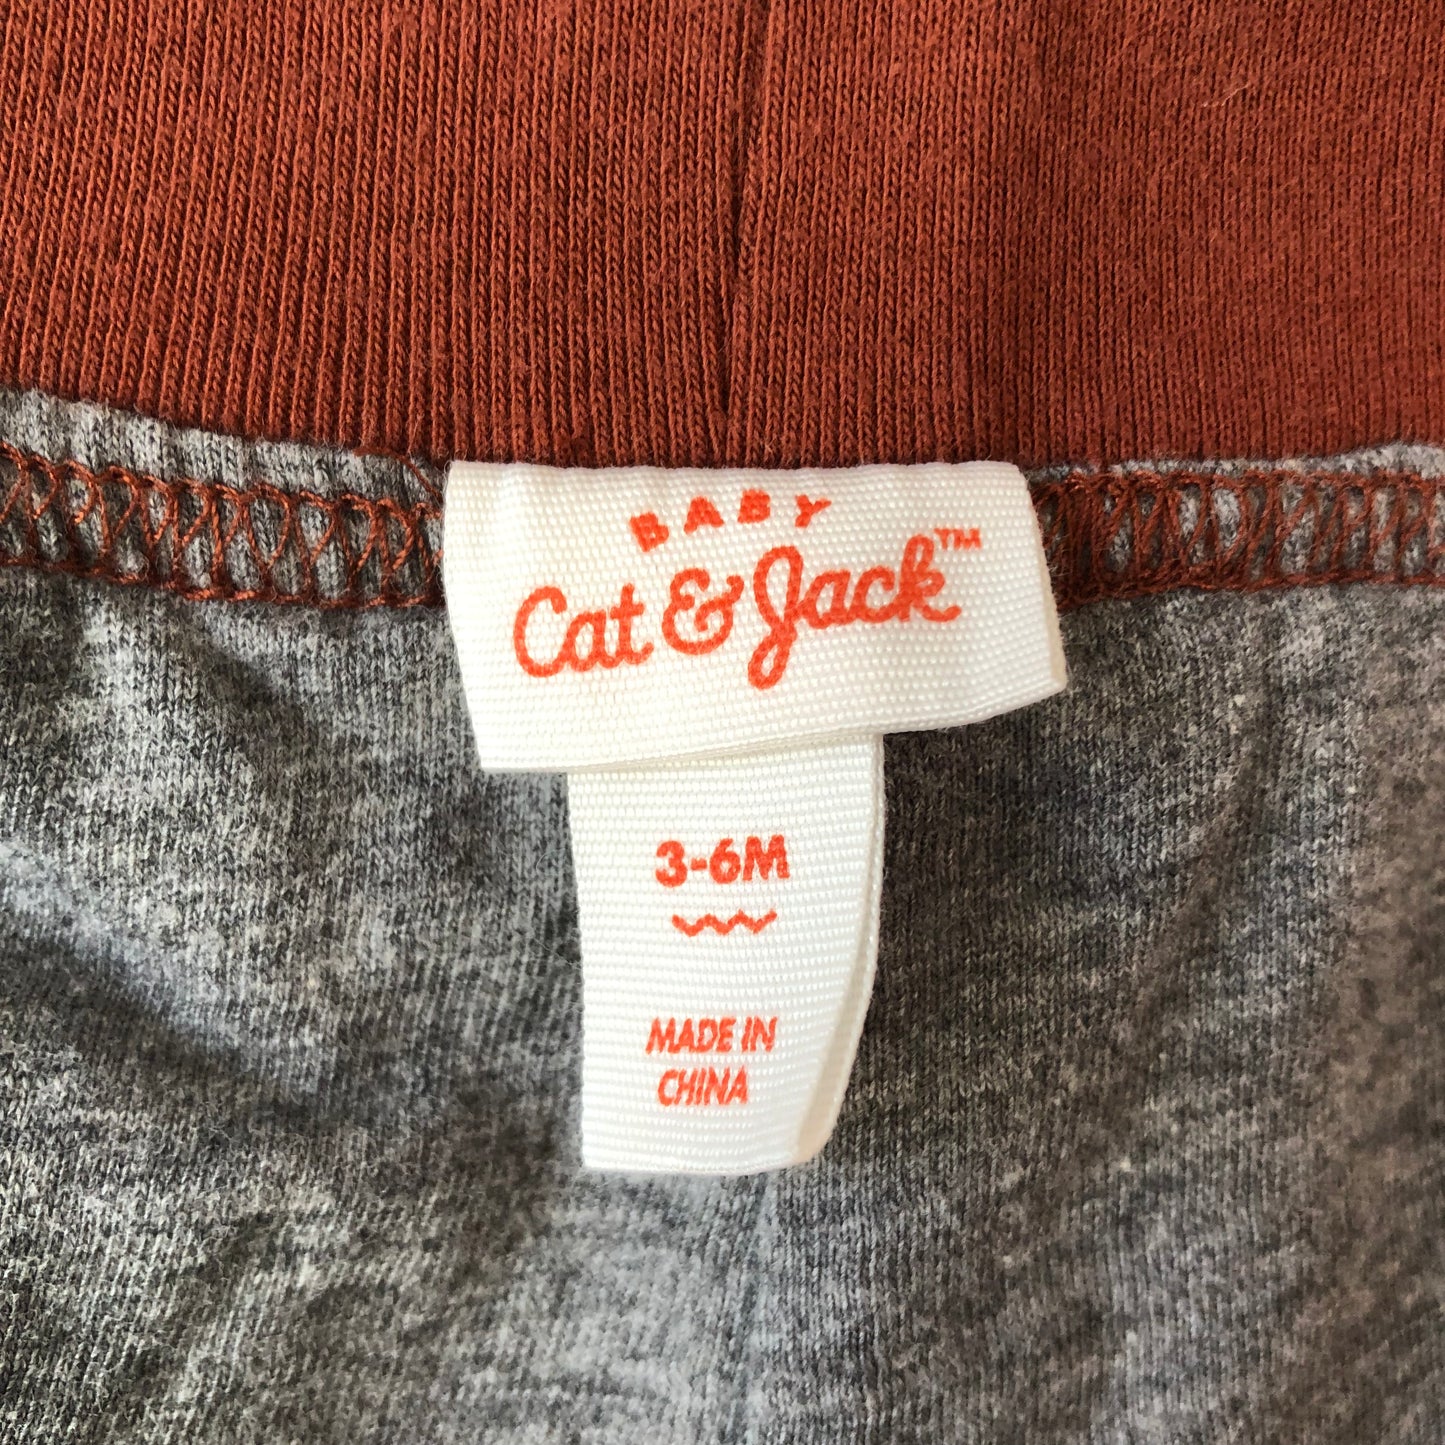 BABY
Cat & Jack™
3-6M
MADE IN
CHINA